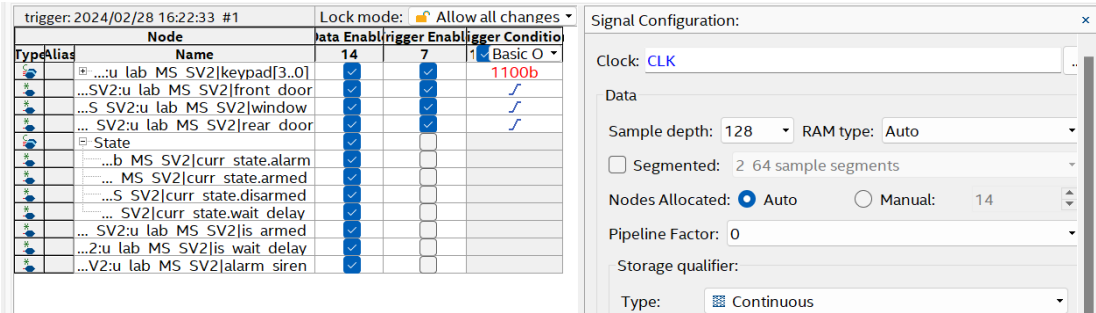 trigger: 2024/02/28 16:22:33 #1 Lock mode: Allow all changes
Node Data Enabl rigger Enabl igger Conditio
Type Alias Name 14 7 1 Basic O
...:u lab MS SV2|keypad[3..0] 1100b
...SV2:u lab MS SV2|front door
...S SV2:u lab MS SV2|window
... SV2:u lab MS SV2|rear door
State
...b MS SV2|curr state.alarm
... MS SV2|curr state.armed
...S SV2|curr state.disarmed
... SV2|curr state.wait delay
... SV2:u lab MS SV2|is armed
...2:u lab MS SV2|is wait delay
...V2:u lab MS SV2|alarm siren
Signal Configuration: ×
Clock: CLK ..
Data
Sample depth: 128 RAM type: Auto
Segmented: 2 64 sample segments
Nodes Allocated: Auto Manual: 14
Pipeline Factor: 0
Storage qualifier:
Type: Continuous